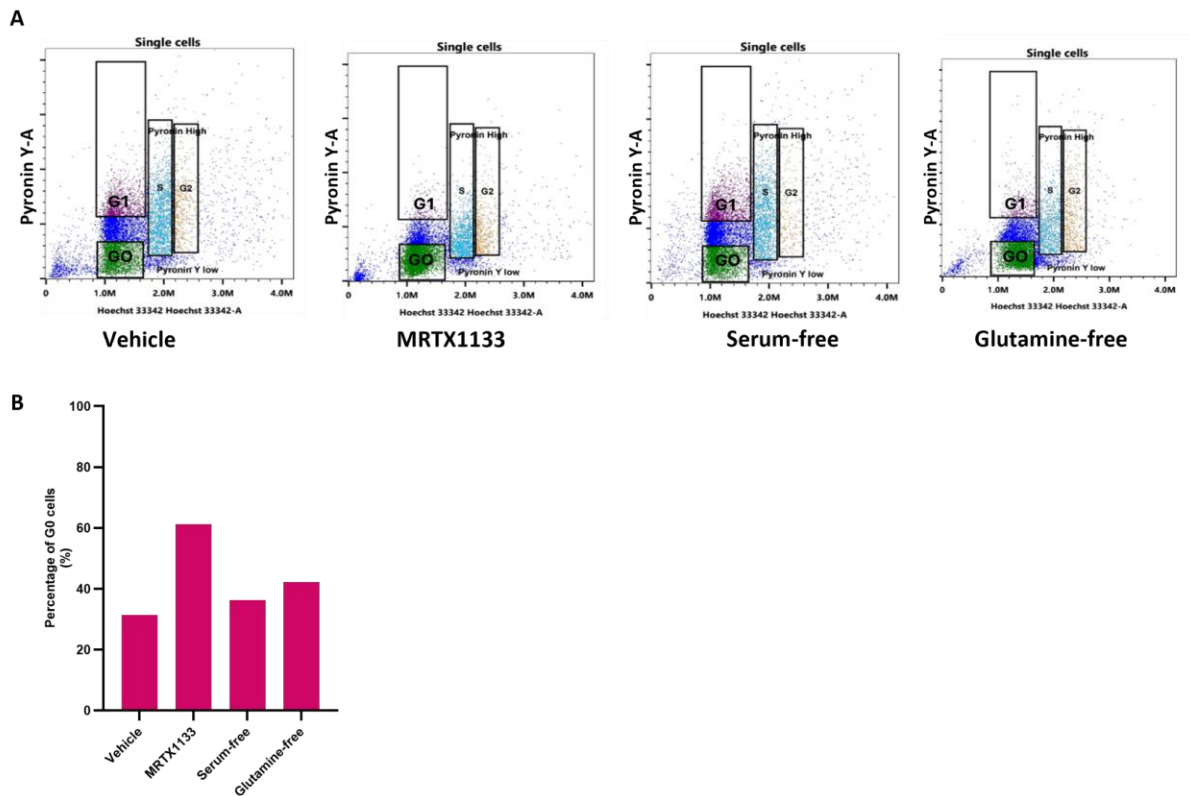 A
Single cells
Pyronin Y-A
Pyronin High
S
G2
G1
GO
Pyronin Y low
0
1.0M
2.0M
3.0M
4.0M
Hoechst 33342 Hoechst 33342-A
Vehicle
Single cells
Pyronin Y-A
Pyronin High
S
G2
G1
GO
Pyronin Y low
0
1.0M
2.0M
3.0M
4.0M
Hoechst 33342 Hoechst 33342-A
MRTX1133
Single cells
Pyronin Y-A
Pyronin High
S
G2
G1
GO
Pyronin Y low
0
1.0M
2.0M
3.0M
4.0M
Hoechst 33342 Hoechst 33342-A
Serum-free
Single cells
Pyronin Y-A
Pyronin High
S
G2
G1
GO
Pyronin Y low
0
1.0M
2.0M
3.0M
4.0M
Hoechst 33342 Hoechst 33342-A
Glutamine-free
B
Percentage of G0 cells
(%)
100
80
60
40
20
0
Vehicle
MRTX1133
Serum-free
Glutamine-free